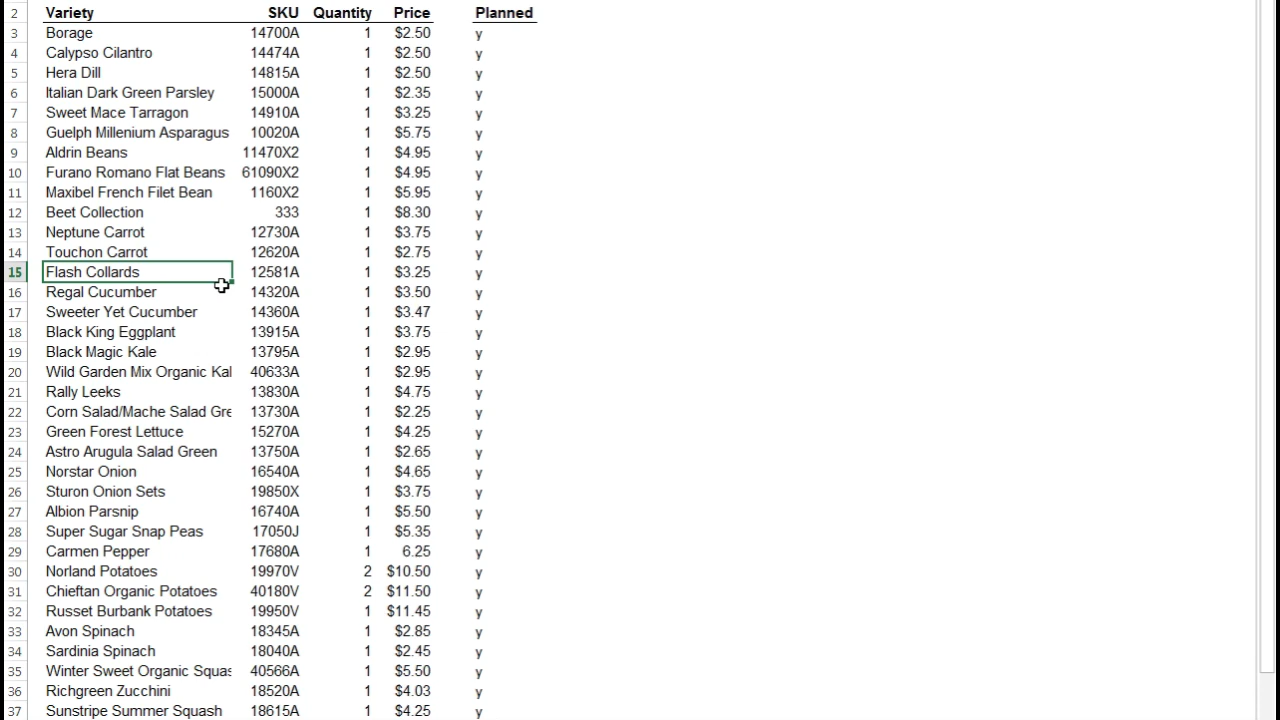 2 Variety SKU Quantity Price Planned
3 Borage 14700A 1 $2.50 y
4 Calypso Cilantro 14474A 1 $2.50 y
5 Hera Dill 14815A 1 $2.50 y
6 Italian Dark Green Parsley 15000A 1 $2.35 y
7 Sweet Mace Tarragon 14910A 1 $3.25 y
8 Guelph Millenium Asparagus 10020A 1 $5.75 y
9 Aldrin Beans 11470X2 1 $4.95 y
10 Furano Romano Flat Beans 61090X2 1 $4.95 y
11 Maxibel French Filet Bean 1160X2 1 $5.95 y
12 Beet Collection 333 1 $8.30 y
13 Neptune Carrot 12730A 1 $3.75 y
14 Touchon Carrot 12620A 1 $2.75 y
15 Flash Collards 12581A 1 $3.25 y
16 Regal Cucumber 14320A 1 $3.50 y
17 Sweeter Yet Cucumber 14360A 1 $3.47 y
18 Black King Eggplant 13915A 1 $3.75 y
19 Black Magic Kale 13795A 1 $2.95 y
20 Wild Garden Mix Organic Kal 40633A 1 $2.95 y
21 Rally Leeks 13830A 1 $4.75 y
22 Corn Salad/Mache Salad Gre 13730A 1 $2.25 y
23 Green Forest Lettuce 15270A 1 $4.25 y
24 Astro Arugula Salad Green 13750A 1 $2.65 y
25 Norstar Onion 16540A 1 $4.65 y
26 Sturon Onion Sets 19850X 1 $3.75 y
27 Albion Parsnip 16740A 1 $5.50 y
28 Super Sugar Snap Peas 17050J 1 $5.35 y
29 Carmen Pepper 17680A 1 6.25 y
30 Norland Potatoes 19970V 2 $10.50 y
31 Chieftan Organic Potatoes 40180V 2 $11.50 y
32 Russet Burbank Potatoes 19950V 1 $11.45 y
33 Avon Spinach 18345A 1 $2.85 y
34 Sardinia Spinach 18040A 1 $2.45 y
35 Winter Sweet Organic Squas 40566A 1 $5.50 y
36 Richgreen Zucchini 18520A 1 $4.03 y
37 Sunstripe Summer Squash 18615A 1 $4.25 y